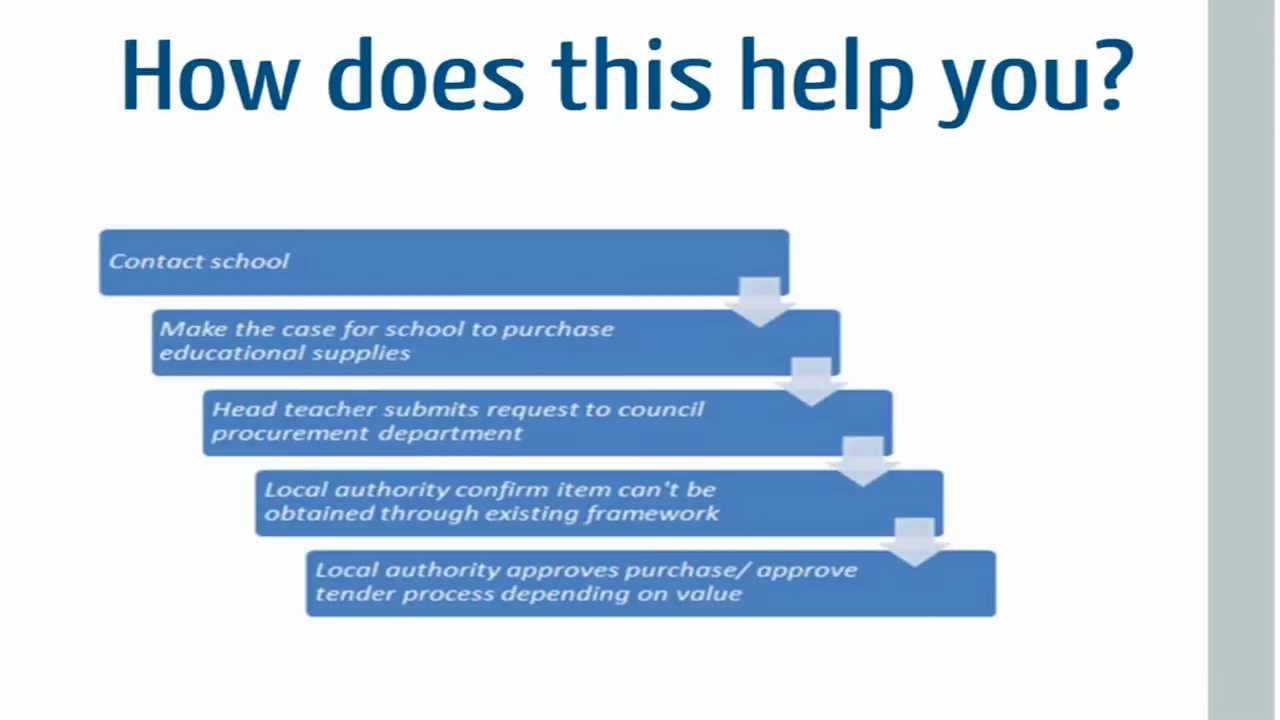 How does this help you?
Contact school
Make the case for school to purchase
educational supplies
Head teacher submits request to council
procurement department
Local authority confirm item can't be
obtained through existing framework
Local authority approves purchase/ approve
tender process depending on value